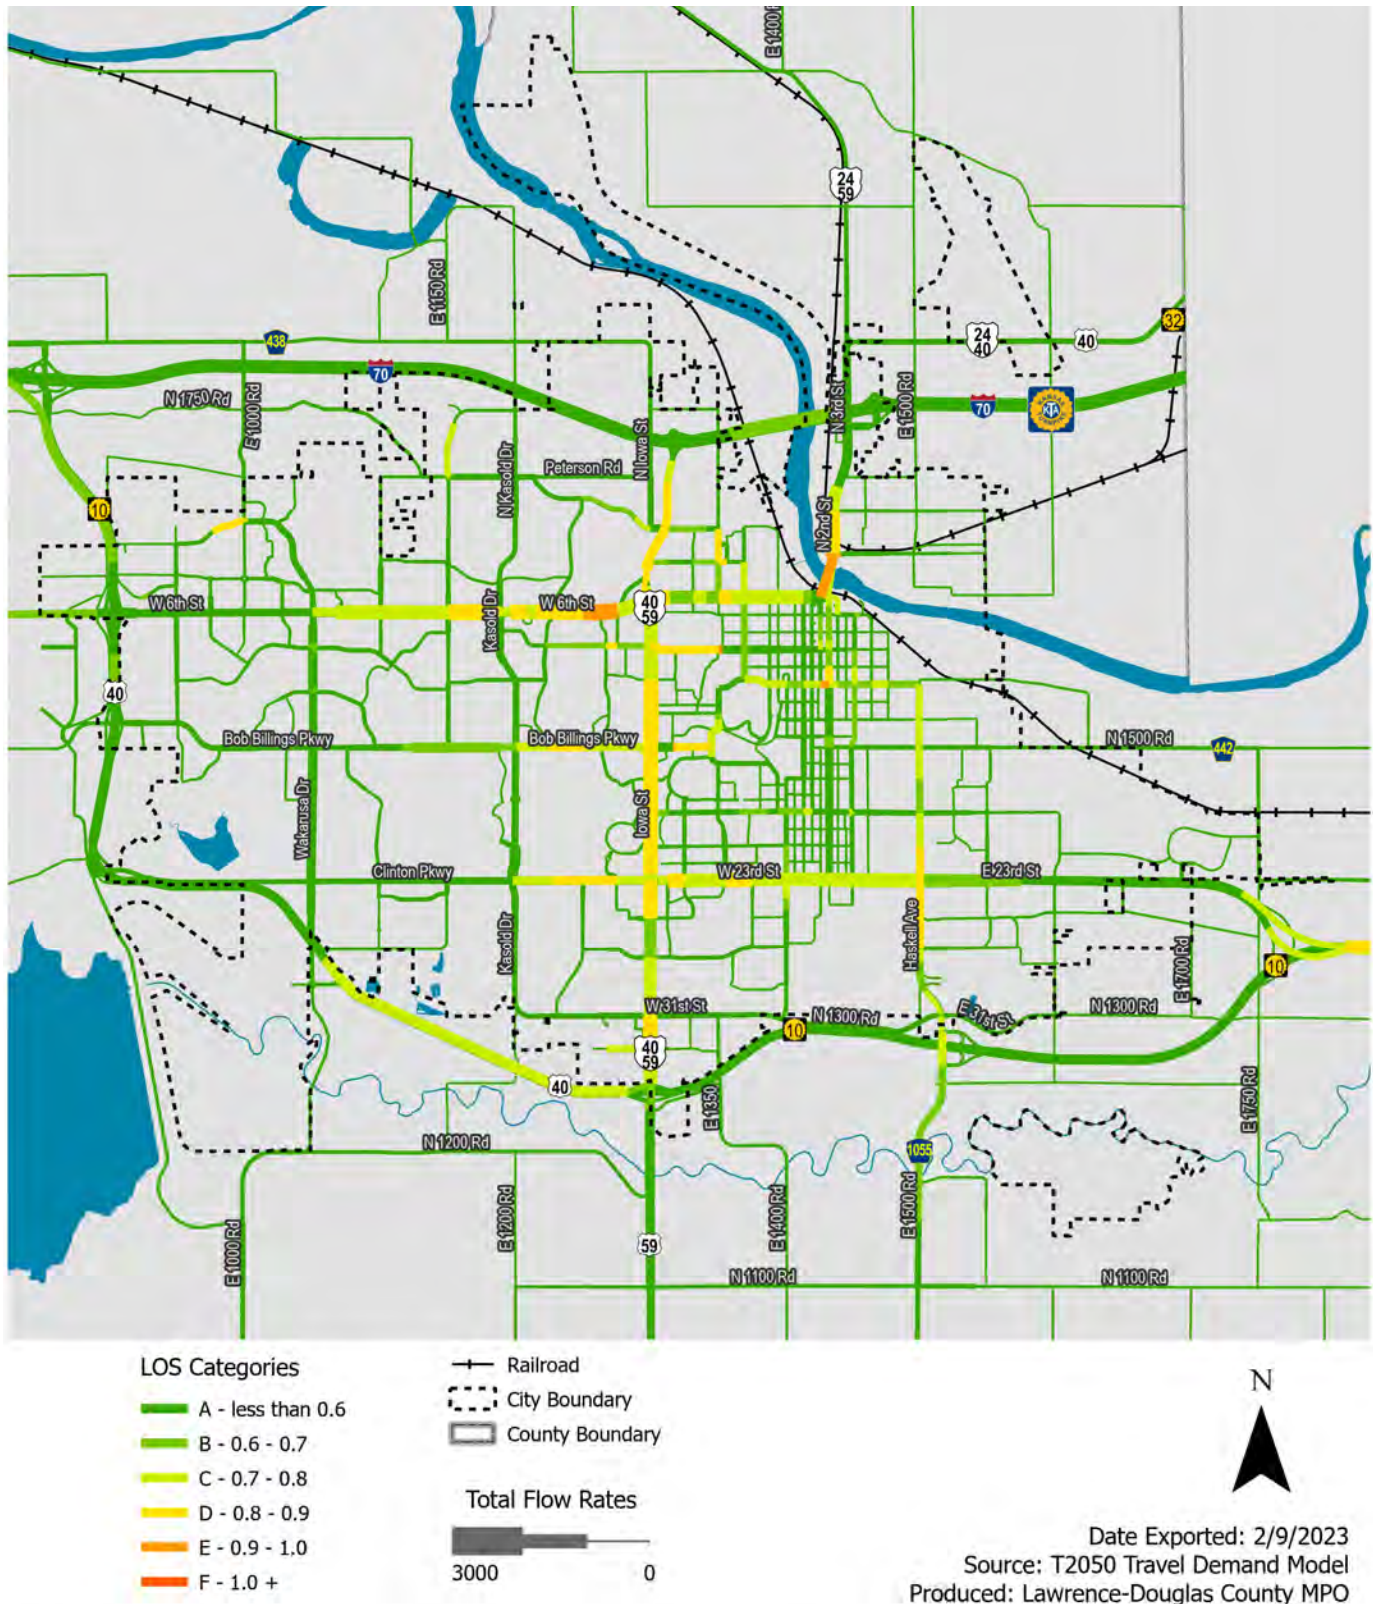 E 1400 Rd
24
59
E 1150 Rd
32
438
24
40
40
70
N 1750 Rd
E 1000 Rd
N 3rd St
E 1500 Rd
70
KANSAS
KTA
TURNPIKE
N Iowa St
N Kasold Dr
Peterson Rd
10
N 2nd St
W 6th St
W 6th St
40
59
Kasold Dr
40
Bob Billings Pkwy
Bob Billings Pkwy
N 1500 Rd
442
Wakarusa Dr
Iowa St
Clinton Pkwy
W 23rd St
E 23rd St
Kasold Dr
Haskell Ave
E 1700 Rd
10
W 31st St
N 1300 Rd
E 31st St
N 1300 Rd
10
40
59
40
E 1350
E 1750 Rd
N 1200 Rd
1055
E 1000 Rd
E 1200 Rd
59
E 1400 Rd
E 1500 Rd
N 1100 Rd
N 1100 Rd
LOS Categories
A - less than 0.6
B - 0.6 - 0.7
C - 0.7 - 0.8
D - 0.8 - 0.9
E - 0.9 - 1.0
F - 1.0 +
Railroad
City Boundary
County Boundary
Total Flow Rates
3000 0
N
Date Exported: 2/9/2023
Source: T2050 Travel Demand Model
Produced: Lawrence-Douglas County MPO